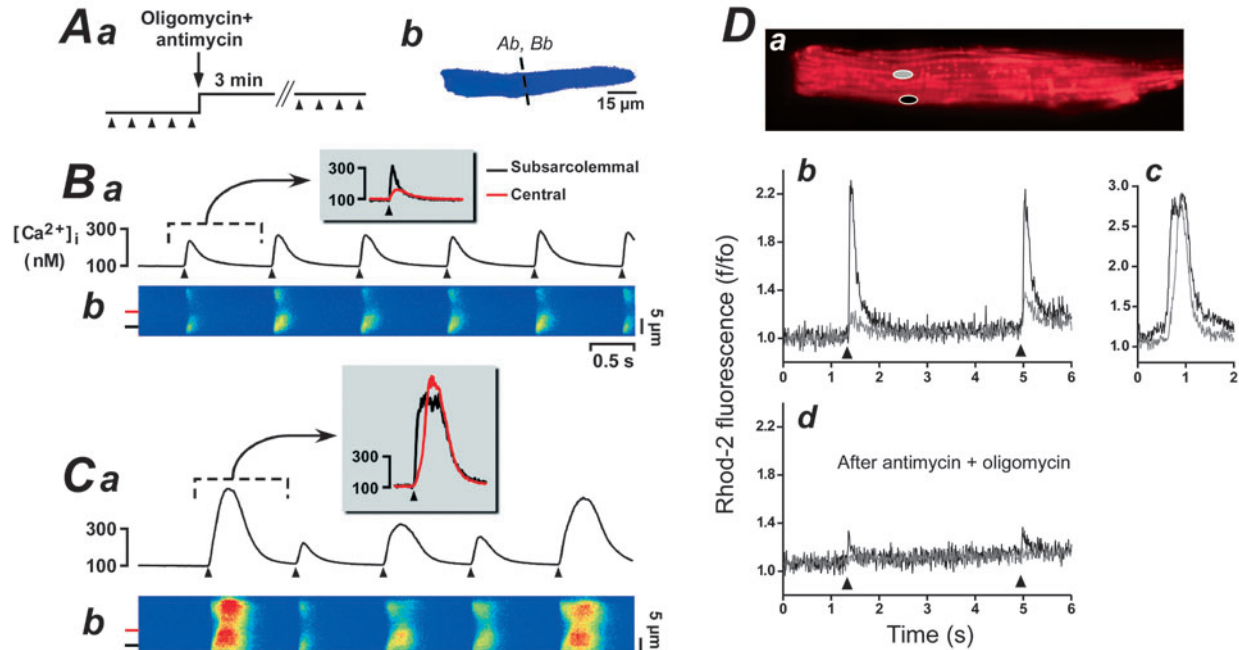 A a
Oligomycin+
antimycin
3 min
b
Ab, Bb
15 µm
B a
300
100
Subsarcolemmal
Central
[Ca²⁺]i
(nM)
300
100
b
5 µm
0.5 s
C a
300
100
300
100
b
5 µm
D
a
Rhod-2 fluorescence (f/fo)
b
2.2
1.8
1.4
1.0
0 1 2 3 4 5 6
c
3.0
2.5
2.0
1.5
1.0
0 1 2
d
After antimycin + oligomycin
2.2
1.8
1.4
1.0
0 1 2 3 4 5 6
Time (s)